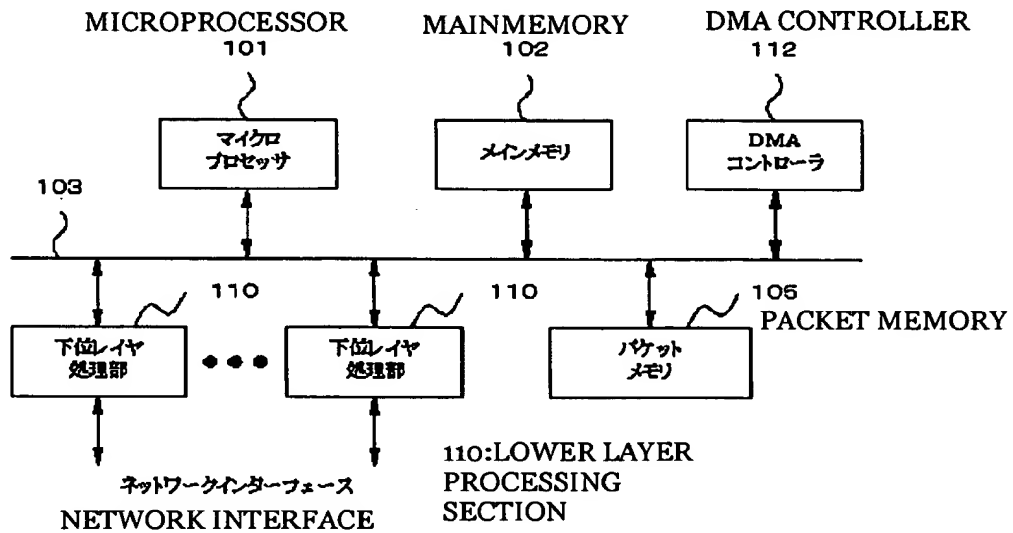 MICROPROCESSOR
MAINMEMORY
DMA CONTROLLER
101
102
112
マイクロ
プロセッサ
メインメモリ
DMA
コントローラ
103
110
110
105
PACKET MEMORY
下位レイヤ
処理部
下位レイヤ
処理部
パケット
メモリ
ネットワークインターフェース
NETWORK INTERFACE
110:LOWER LAYER
PROCESSING
SECTION